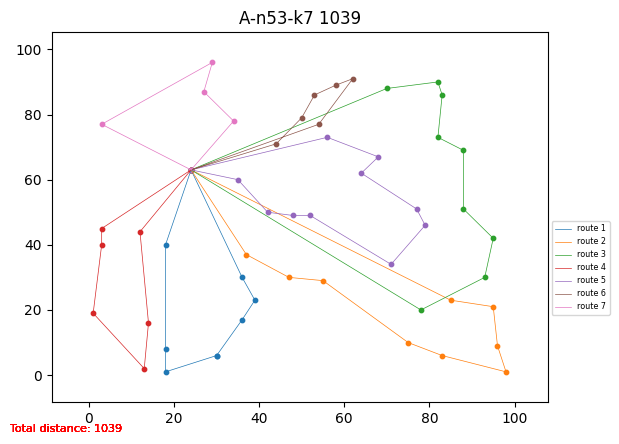 A-n53-k7 1039
100
80
60
40
20
0
0 20 40 60 80 100
route 1
route 2
route 3
route 4
route 5
route 6
route 7
Total distance: 1039